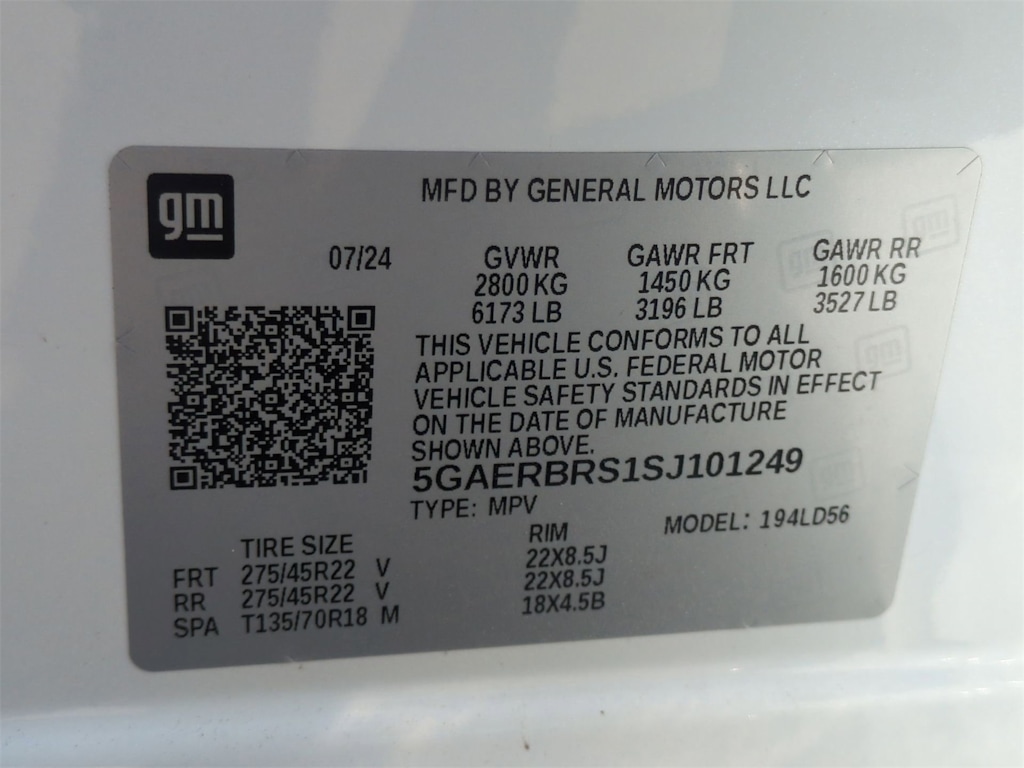 gm
MFD BY GENERAL MOTORS LLC
07/24 GVWR GAWR FRT GAWR RR
2800 KG 1450 KG 1600 KG
6173 LB 3196 LB 3527 LB
THIS VEHICLE CONFORMS TO ALL
APPLICABLE U.S. FEDERAL MOTOR
VEHICLE SAFETY STANDARDS IN EFFECT
ON THE DATE OF MANUFACTURE
SHOWN ABOVE.
5GAERBRS1SJ101249
TYPE: MPV MODEL: 194LD56
TIRE SIZE RIM
FRT 275/45R22 V 22X8.5J
RR 275/45R22 V 22X8.5J
SPA T135/70R18 M 18X4.5B